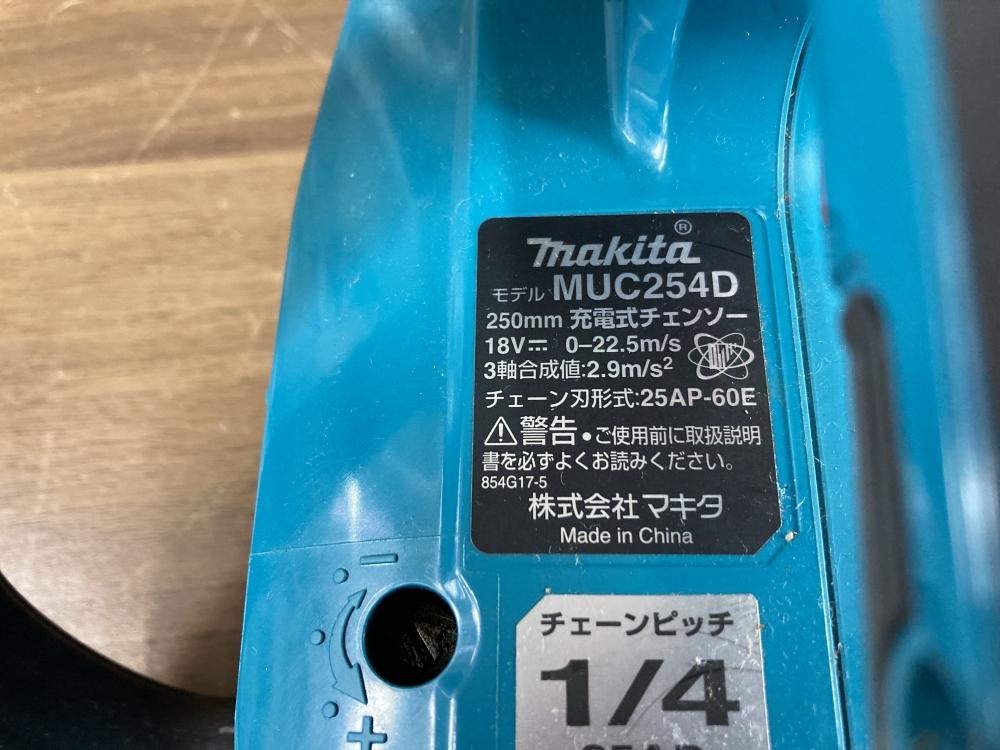 makita®
モデル MUC254D
250mm 充電式チェンソー
18V⎓ 0–22.5m/s
3軸合成値:2.9m/s²
チェーン刃形式:25AP-60E
⚠警告・ご使用前に取扱説明
書を必ずよくお読みください。
854G17-5
株式会社マキタ
Made in China
−
+
チェーンピッチ
1/4
25AP